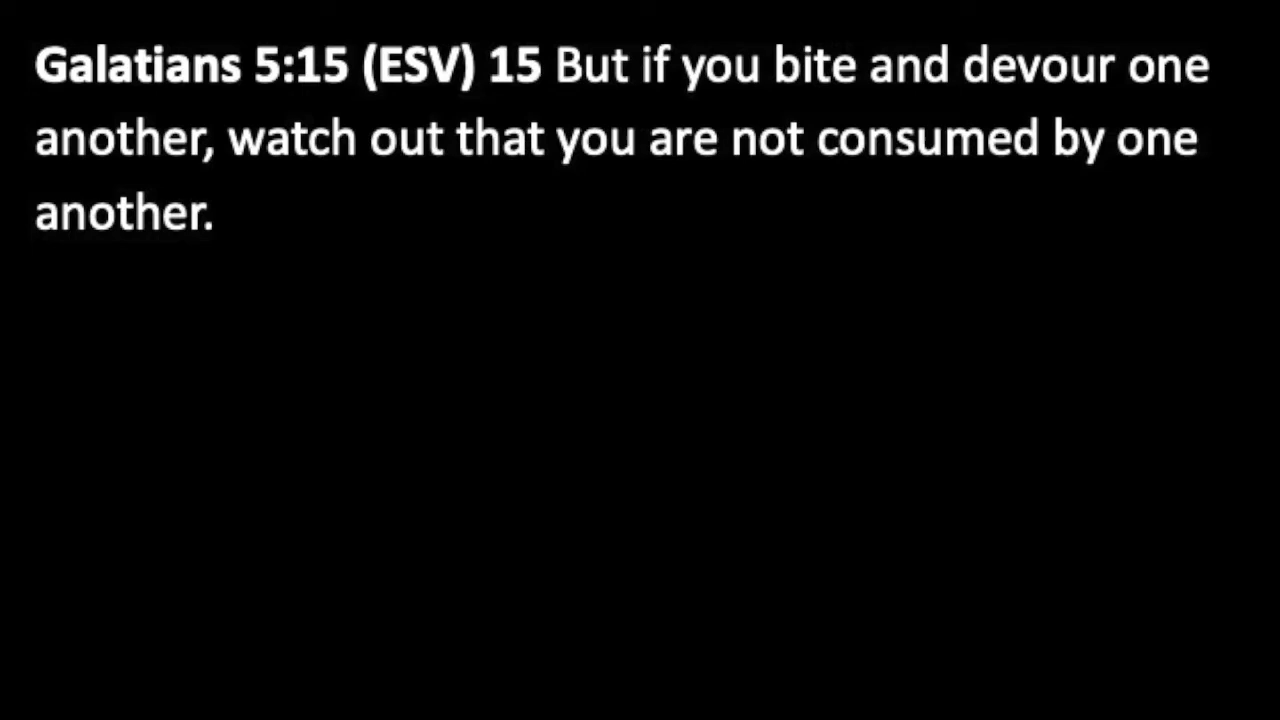 Galatians 5:15 (ESV) 15 But if you bite and devour one
another, watch out that you are not consumed by one
another.